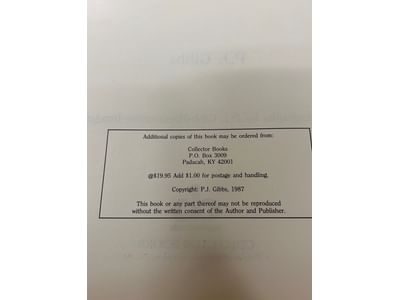 P.J. Gibbs
Additional copies of this book may be ordered from:
Collector Books
P.O. Box 3009
Paducah, KY 42001
@$19.95 Add $1.00 for postage and handling.
Copyright: P.J. Gibbs, 1987
This book or any part thereof may not be reproduced
without the written consent of the Author and Publisher.
COLLECTOR BOOKS